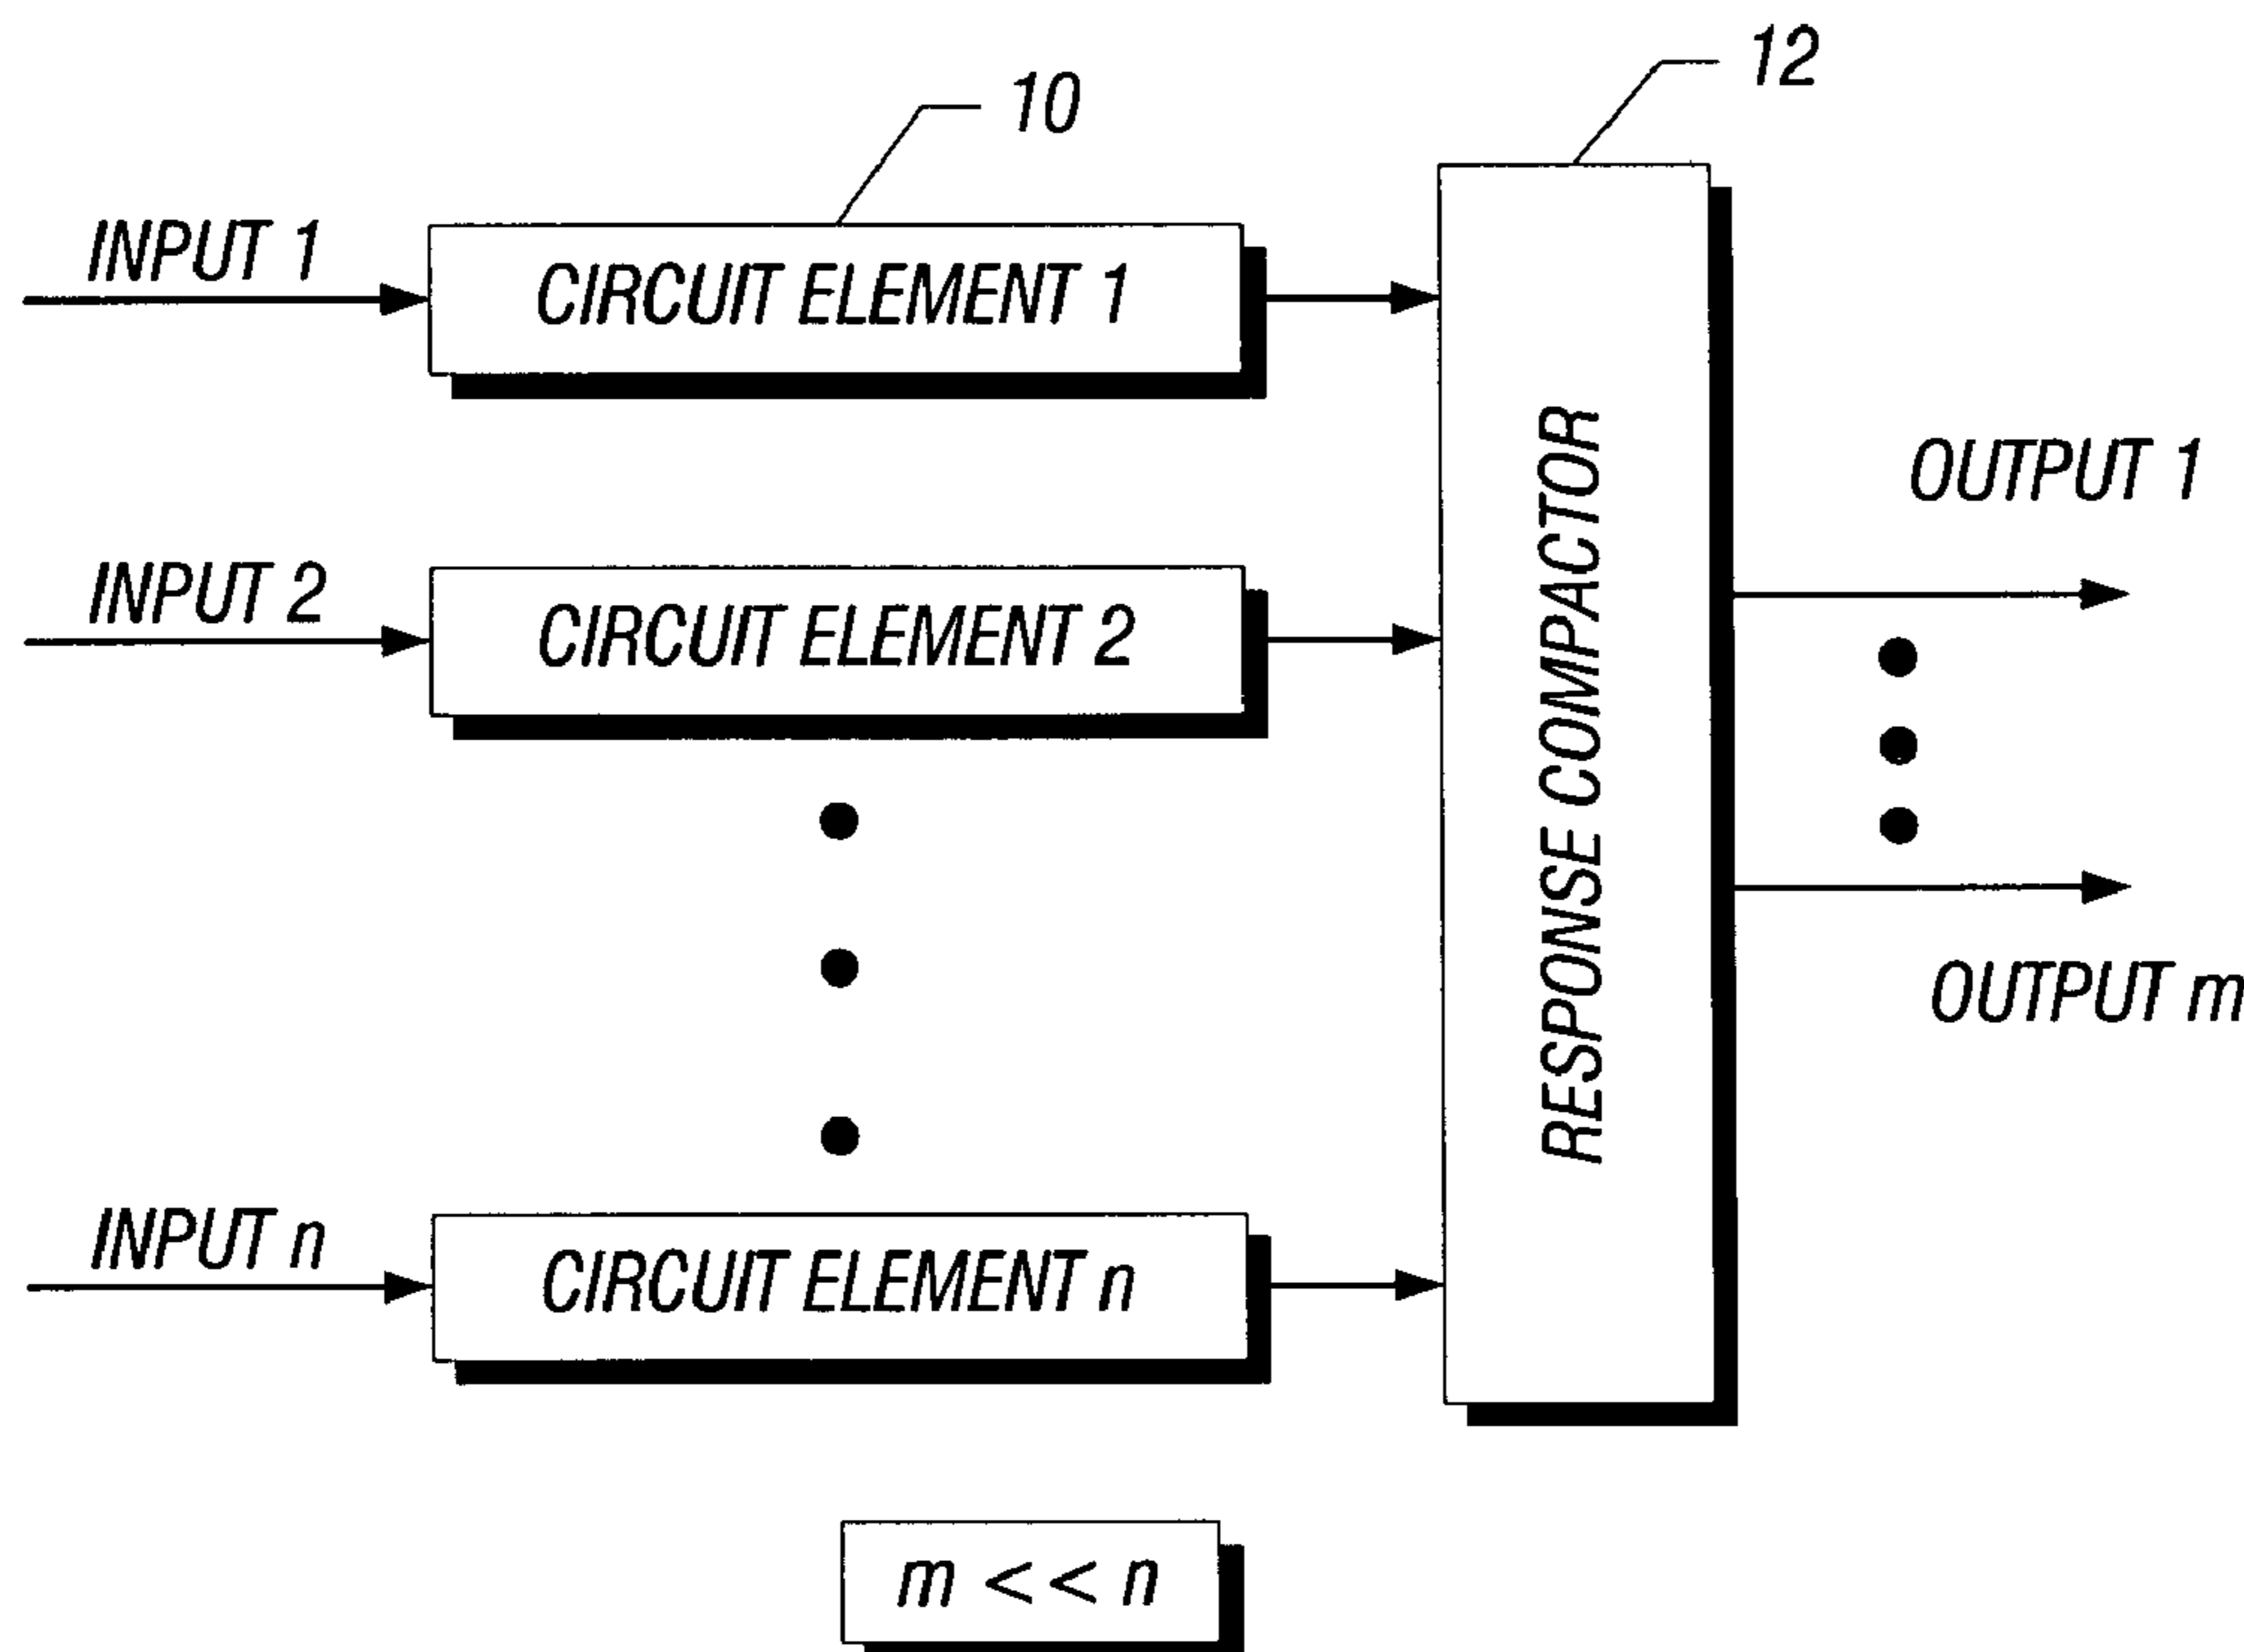 12
10
INPUT 1
CIRCUIT ELEMENT 1
INPUT 2
CIRCUIT ELEMENT 2
INPUT n
CIRCUIT ELEMENT n
RESPONSE COMPACTOR
OUTPUT 1
OUTPUT m
m << n